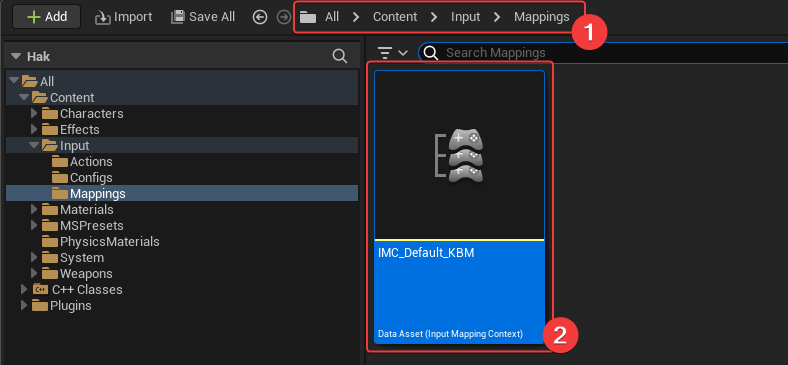 Add Import Save All All Content Input Mappings
1
Hak
Search Mappings
All
Content
Characters
Effects
Input
Actions
Configs
Mappings
Materials
MSPresets
PhysicsMaterials
System
Weapons
C++ Classes
Plugins
IMC_Default_KBM
Data Asset (Input Mapping Context)
2